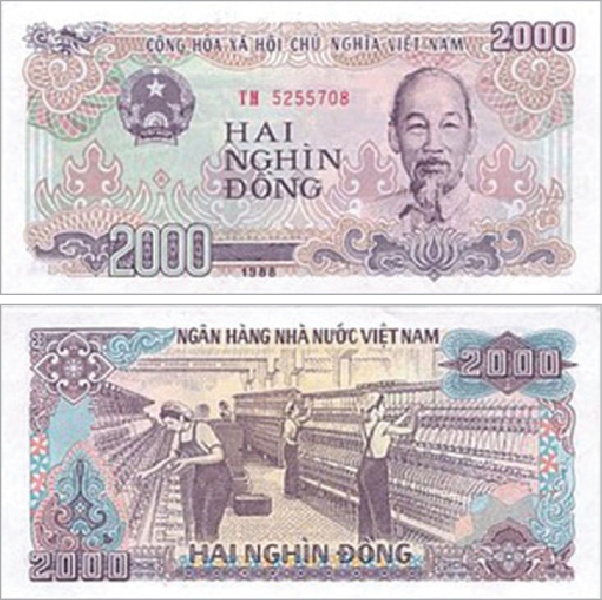 CỘNG HÒA XÃ HỘI CHỦ NGHĨA VIỆT NAM
2000
TH 5255708
HAI
NGHÌN
ĐỒNG
2000
1988
NGÂN HÀNG NHÀ NƯỚC VIỆT NAM
2000
2000
HAI NGHÌN ĐỒNG